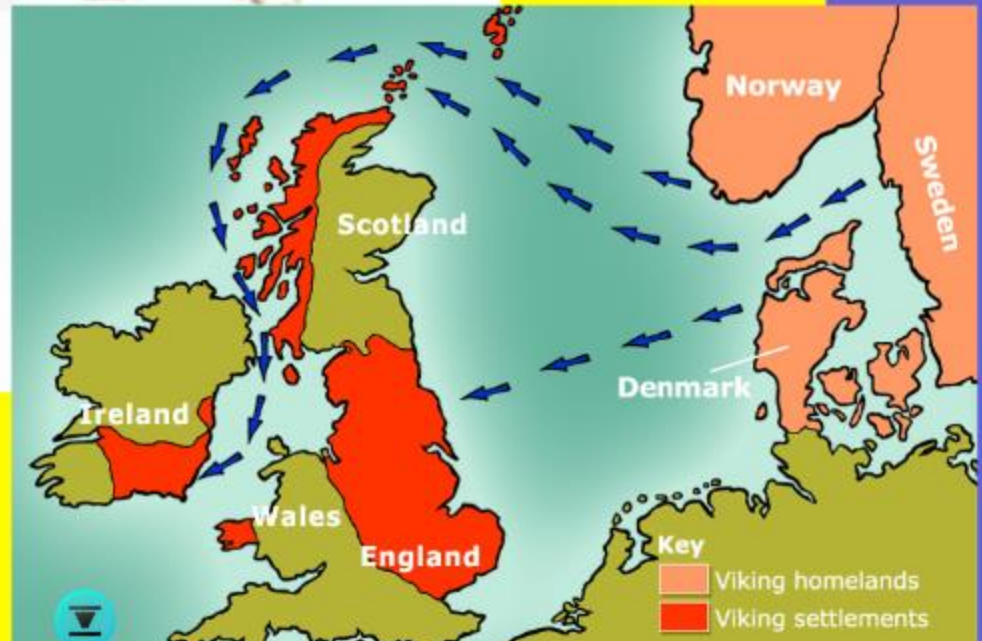 Norway
Sweden
Scotland
Denmark
Ireland
Wales
England
Key
Viking homelands
Viking settlements